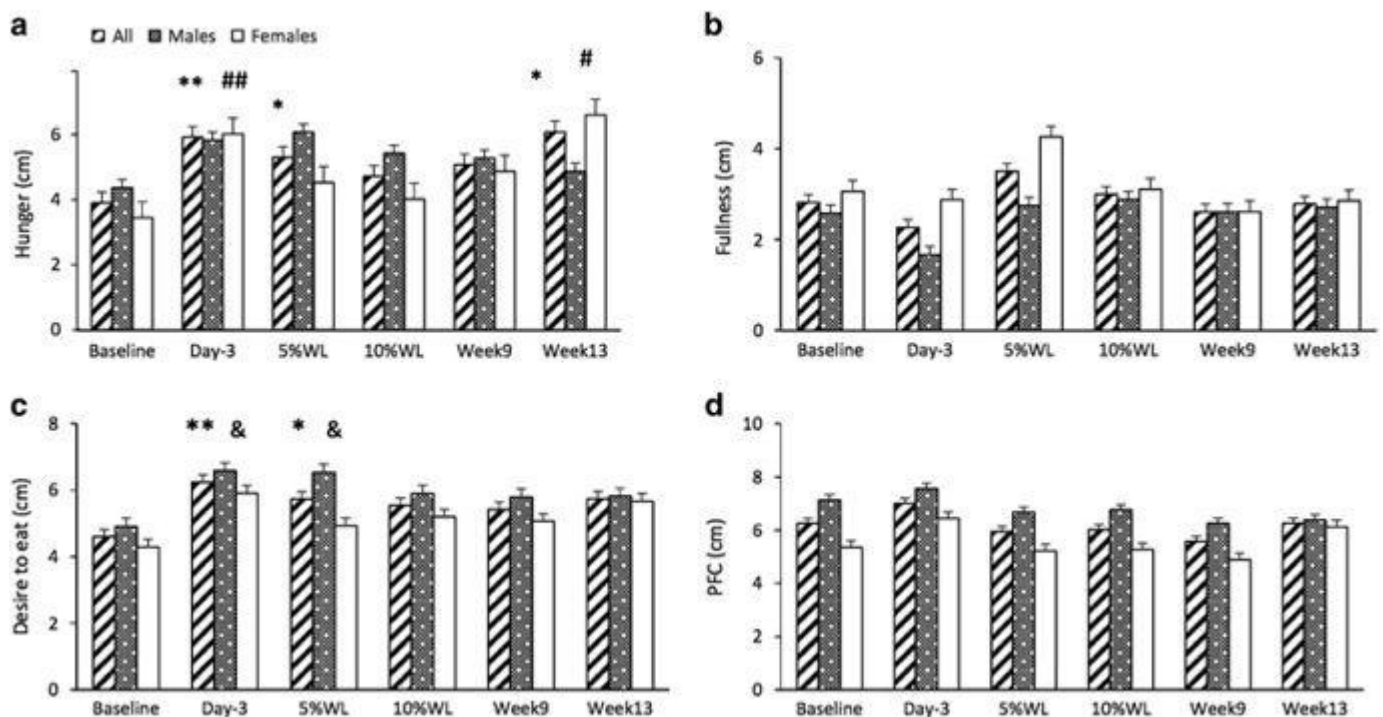 a
All Males Females
** ## * * #
Hunger (cm)
6
4
2
0
Baseline Day-3 5%WL 10%WL Week9 Week13
b
Fullness (cm)
6
4
2
0
Baseline Day-3 5%WL 10%WL Week9 Week13
c
** & * &
Desire to eat (cm)
8
6
4
2
0
Baseline Day-3 5%WL 10%WL Week9 Week13
d
PFC (cm)
10
8
6
4
2
0
Baseline Day-3 5%WL 10%WL Week9 Week13